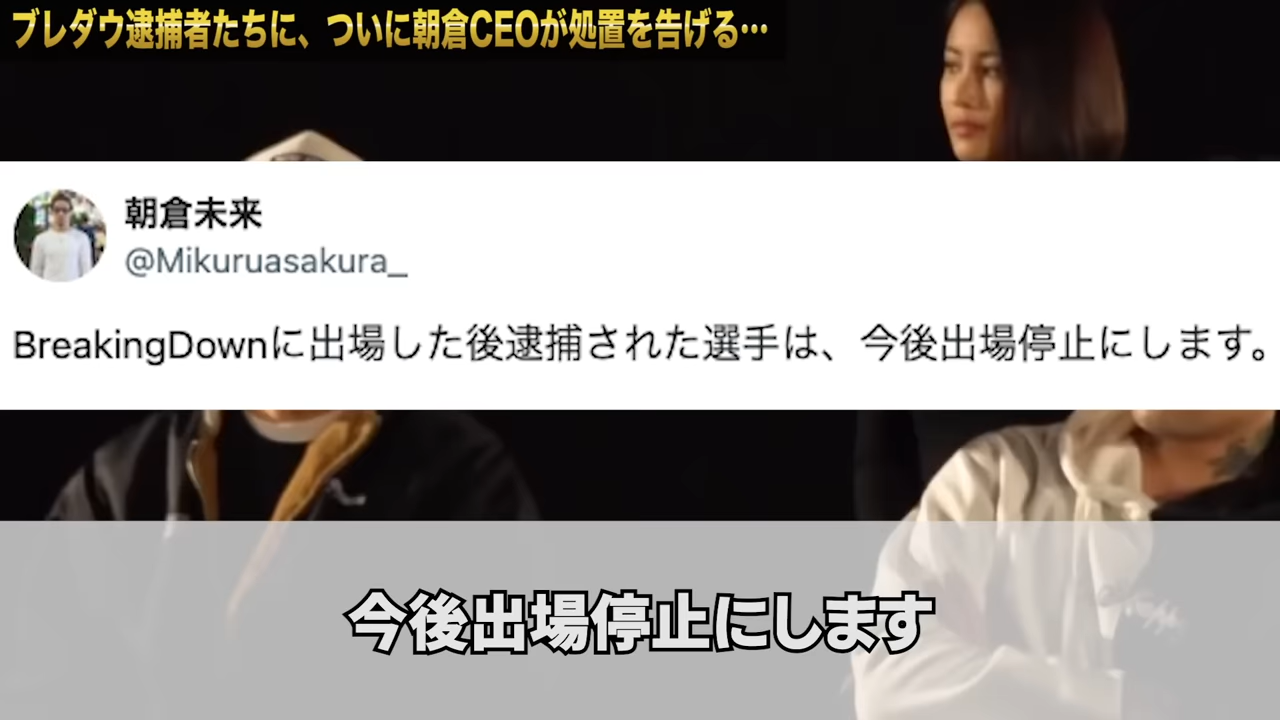 ブレダウ逮捕者たちに、ついに朝倉CEOが処置を告げる…
朝倉未来
@Mikuruasakura_
BreakingDownに出場した後逮捕された選手は、今後出場停止にします。
今後出場停止にします